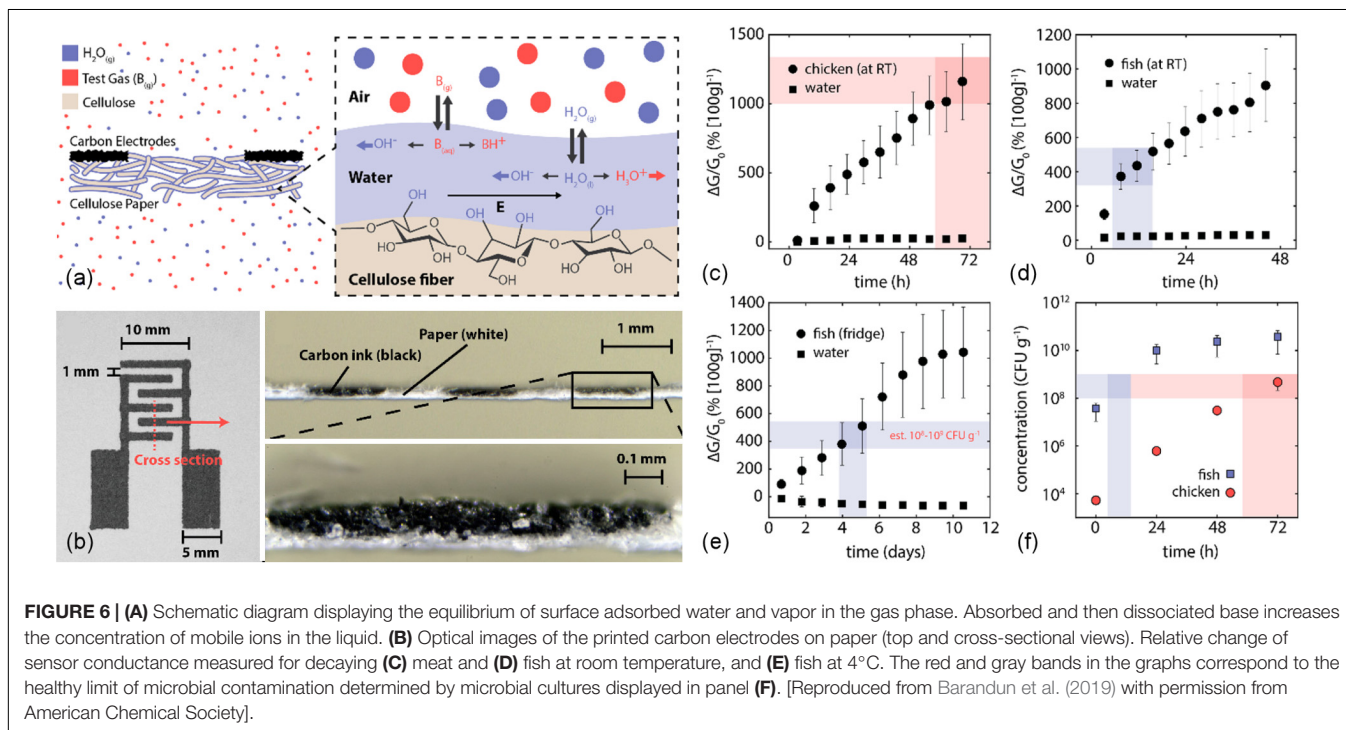 H2O(g)
Test Gas (B(g))
Cellulose
Carbon Electrodes
Cellulose Paper
(a)
Air
B(g)
H2O(g)
OH⁻
B(aq)
BH⁺
Water
OH⁻
H2O(l)
H3O⁺
E
HO
OH
OH
OH
OH
HO
O
O
HO
O
O
HO
OH
O
Cellulose fiber
10 mm
1 mm
Cross section
(b)
5 mm
Paper (white)
Carbon ink (black)
1 mm
0.1 mm
1500
1000
500
0
ΔG/G0 (% [100g]⁻¹)
chicken (at RT)
water
(c)
0
24
48
72
time (h)
1200
1000
800
600
400
200
0
ΔG/G0 (% [100g]⁻¹)
fish (at RT)
water
(d)
0
24
48
time (h)
1400
1200
1000
800
600
400
200
0
ΔG/G0 (% [100g]⁻¹)
fish (fridge)
water
est. 10⁸-10⁹ CFU g⁻¹
(e)
0
2
4
6
8
10
12
time (days)
10¹²
10¹⁰
10⁸
10⁶
10⁴
concentration (CFU g⁻¹)
fish
chicken
(f)
0
24
48
72
time (h)
FIGURE 6 | (A) Schematic diagram displaying the equilibrium of surface adsorbed water and vapor in the gas phase. Absorbed and then dissociated base increases
the concentration of mobile ions in the liquid. (B) Optical images of the printed carbon electrodes on paper (top and cross-sectional views). Relative change of
sensor conductance measured for decaying (C) meat and (D) fish at room temperature, and (E) fish at 4°C. The red and gray bands in the graphs correspond to the
healthy limit of microbial contamination determined by microbial cultures displayed in panel (F). [Reproduced from Barandun et al. (2019) with permission from
American Chemical Society].